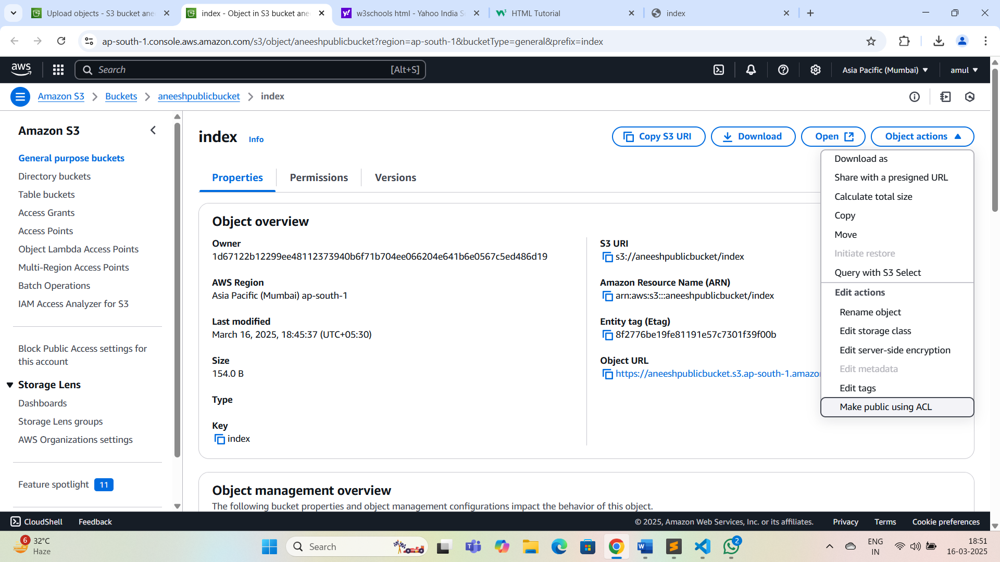 Upload objects - S3 bucket ane
index - Object in S3 bucket ane
w3schools html - Yahoo India S
HTML Tutorial
index
ap-south-1.console.aws.amazon.com/s3/object/aneeshpublicbucket?region=ap-south-1&bucketType=general&prefix=index
aws
Search
[Alt+S]
Asia Pacific (Mumbai)
amul
Amazon S3
Buckets
aneeshpublicbucket
index
Amazon S3
General purpose buckets
Directory buckets
Table buckets
Access Grants
Access Points
Object Lambda Access Points
Multi-Region Access Points
Batch Operations
IAM Access Analyzer for S3
Block Public Access settings for
this account
Storage Lens
Dashboards
Storage Lens groups
AWS Organizations settings
Feature spotlight 11
index Info
Copy S3 URI
Download
Open
Object actions
Properties
Permissions
Versions
Object overview
Owner
1d67122b12299ee48112373940b6f71b704ee066204e641b6e0567c5ed486d19
AWS Region
Asia Pacific (Mumbai) ap-south-1
Last modified
March 16, 2025, 18:45:37 (UTC+05:30)
Size
154.0 B
Type
Key
index
S3 URI
s3://aneeshpublicbucket/index
Amazon Resource Name (ARN)
arn:aws:s3:::aneeshpublicbucket/index
Entity tag (Etag)
8f2776be19fe81191e57c7301f39f00b
Object URL
https://aneeshpublicbucket.s3.ap-south-1.amazon
Download as
Share with a presigned URL
Calculate total size
Copy
Move
Initiate restore
Query with S3 Select
Edit actions
Rename object
Edit storage class
Edit server-side encryption
Edit metadata
Edit tags
Make public using ACL
Object management overview
The following bucket properties and object management configurations impact the behavior of this object.
CloudShell
Feedback
© 2025, Amazon Web Services, Inc. or its affiliates.
Privacy
Terms
Cookie preferences
6
32°C
Haze
Search
2
ENG
IN
18:51
16-03-2025